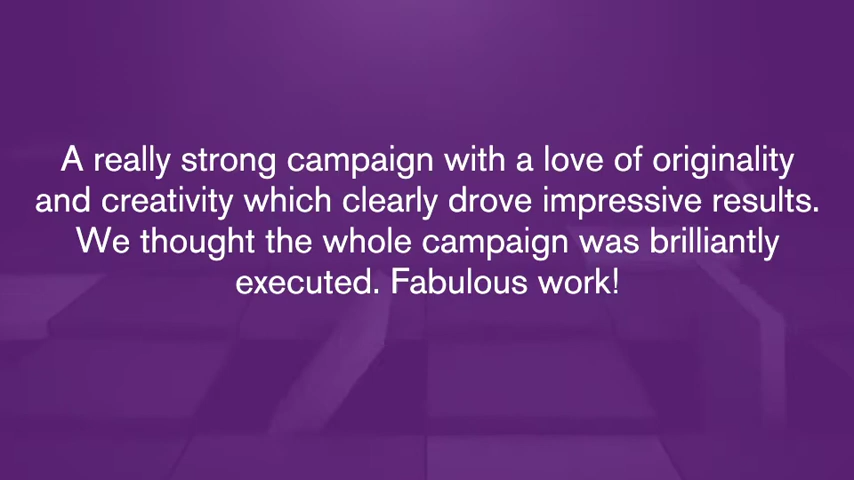 A really strong campaign with a love of originality
and creativity which clearly drove impressive results.
We thought the whole campaign was brilliantly
executed. Fabulous work!